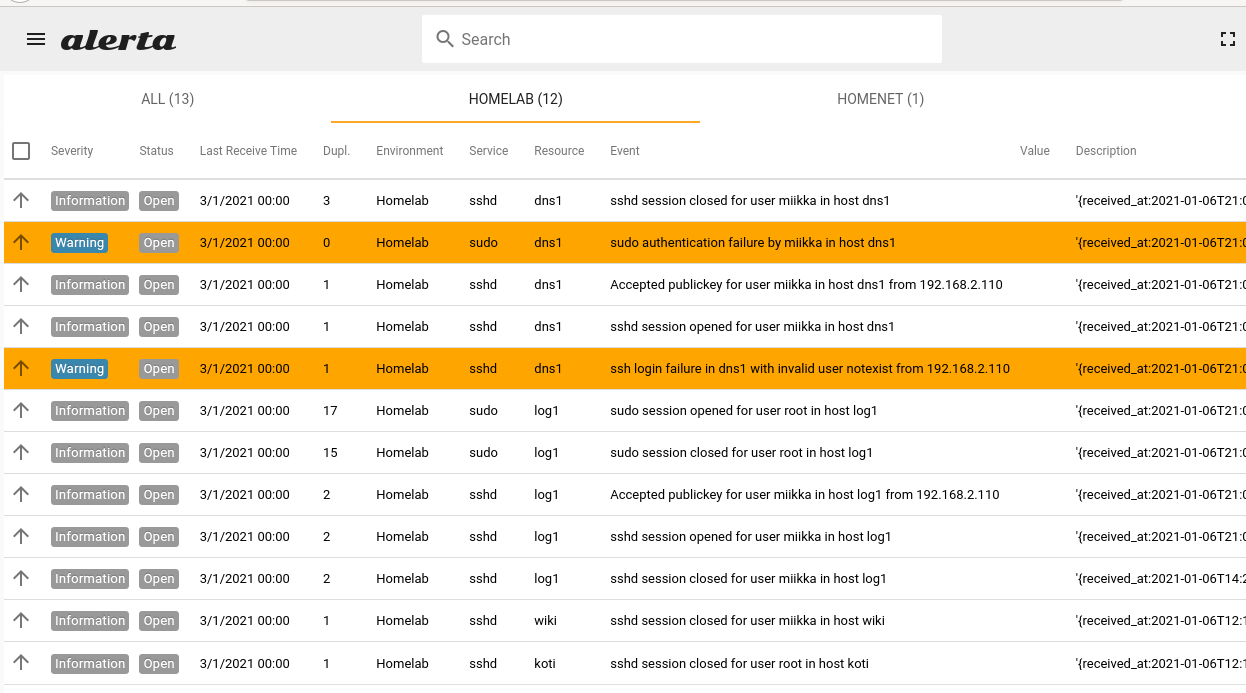 alerta
Search
ALL (13) HOMELAB (12) HOMENET (1)
Severity Status Last Receive Time Dupl. Environment Service Resource Event Value Description
Information Open 3/1/2021 00:00 3 Homelab sshd dns1 sshd session closed for user miikka in host dns1 '{received_at:2021-01-06T21:0
Warning Open 3/1/2021 00:00 0 Homelab sudo dns1 sudo authentication failure by miikka in host dns1 '{received_at:2021-01-06T21:0
Information Open 3/1/2021 00:00 1 Homelab sshd dns1 Accepted publickey for user miikka in host dns1 from 192.168.2.110 '{received_at:2021-01-06T21:0
Information Open 3/1/2021 00:00 1 Homelab sshd dns1 sshd session opened for user miikka in host dns1 '{received_at:2021-01-06T21:0
Warning Open 3/1/2021 00:00 1 Homelab sshd dns1 ssh login failure in dns1 with invalid user notexist from 192.168.2.110 '{received_at:2021-01-06T21:0
Information Open 3/1/2021 00:00 17 Homelab sudo log1 sudo session opened for user root in host log1 '{received_at:2021-01-06T21:0
Information Open 3/1/2021 00:00 15 Homelab sudo log1 sudo session closed for user root in host log1 '{received_at:2021-01-06T21:0
Information Open 3/1/2021 00:00 2 Homelab sshd log1 Accepted publickey for user miikka in host log1 from 192.168.2.110 '{received_at:2021-01-06T21:0
Information Open 3/1/2021 00:00 2 Homelab sshd log1 sshd session opened for user miikka in host log1 '{received_at:2021-01-06T21:0
Information Open 3/1/2021 00:00 2 Homelab sshd log1 sshd session closed for user miikka in host log1 '{received_at:2021-01-06T14:2
Information Open 3/1/2021 00:00 1 Homelab sshd wiki sshd session closed for user miikka in host wiki '{received_at:2021-01-06T12:1
Information Open 3/1/2021 00:00 1 Homelab sshd koti sshd session closed for user root in host koti '{received_at:2021-01-06T12:1